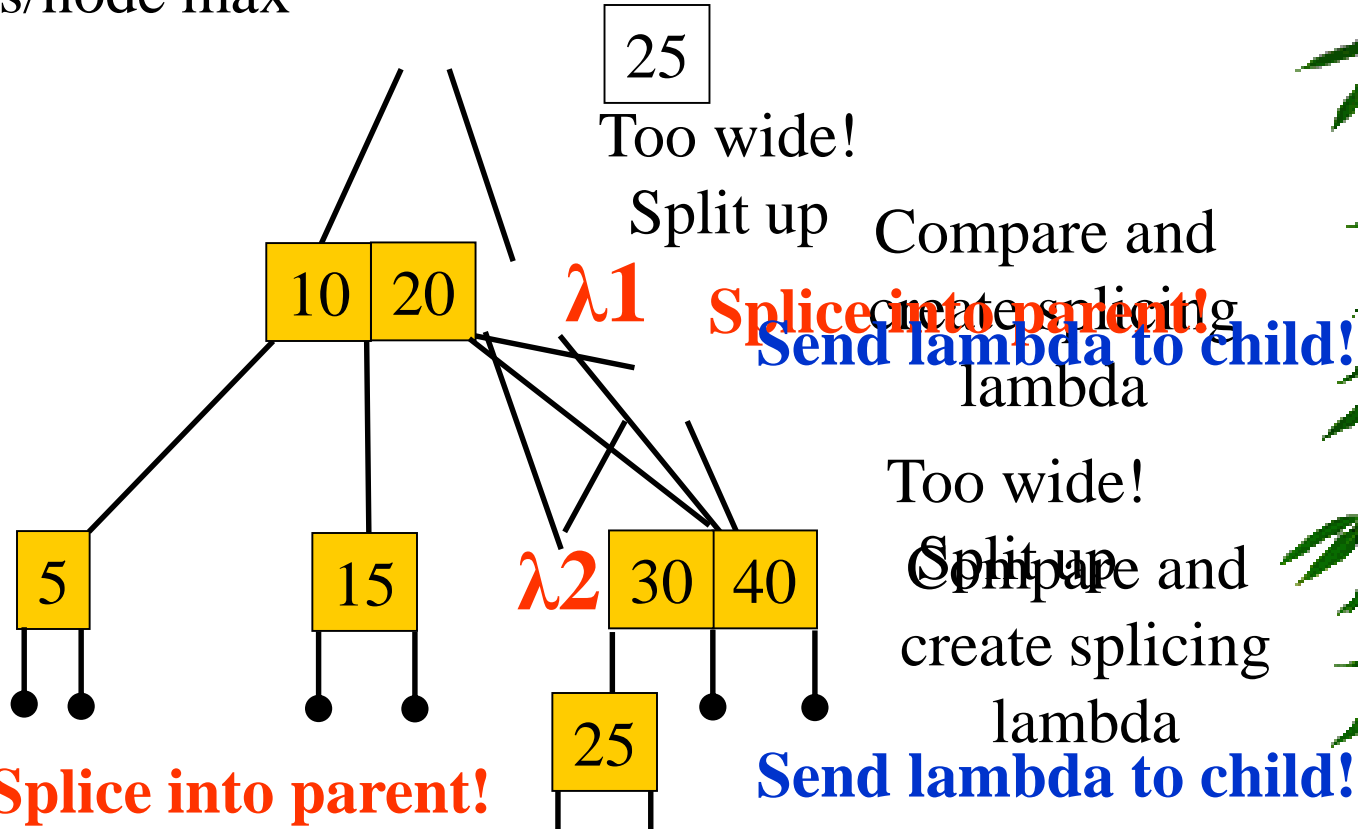 s/node max
25
Too wide!
Split up
Compare and
create splicing
lambda
10 20
λ1
Splice into parent!
Send lambda to child!
Too wide!
Split up
Compare and
create splicing
lambda
5
15
λ2
30 40
25
Splice into parent!
Send lambda to child!